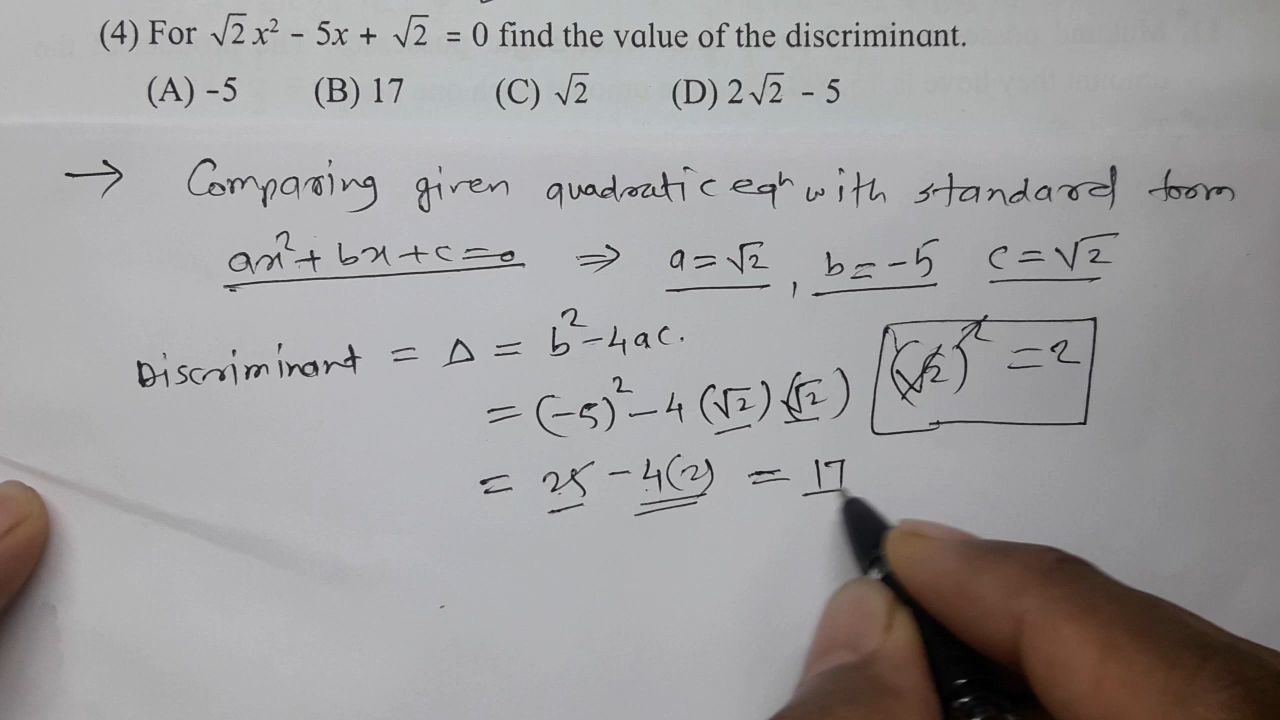 (4) For √2 x² - 5x + √2 = 0 find the value of the discriminant.
(A) -5 (B) 17 (C) √2 (D) 2√2 - 5
→ Comparing given quadratic eqⁿ with standard form
ax² + bx + c = 0 ⇒ a = √2 , b = -5 c = √2
Discriminant = Δ = b² - 4ac.
= (-5)² - 4 (√2) (√2)
(√2)² = 2
= 25 - 4(2) = 17